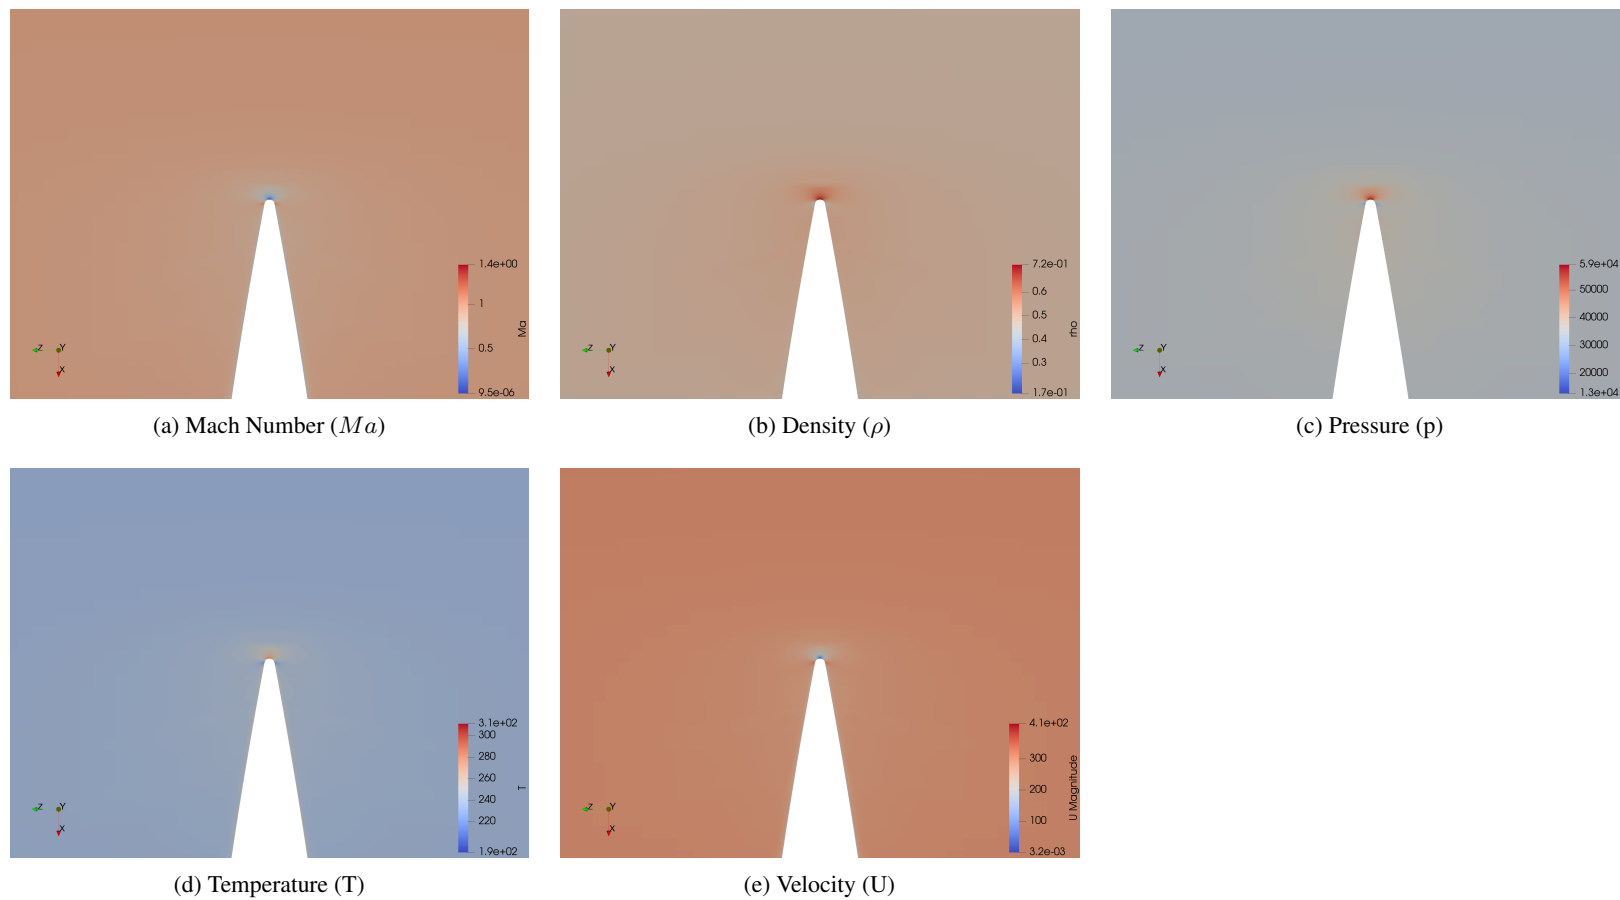 1.4e+00
1
0.5
9.5e-06
Ma
Z
Y
X
(a) Mach Number (Ma)
7.2e-01
0.6
0.5
0.4
0.3
1.7e-01
rho
Z
Y
X
(b) Density (ρ)
5.9e+04
50000
40000
30000
20000
1.3e+04
Z
Y
X
(c) Pressure (p)
3.1e+02
300
280
260
240
220
1.9e+02
T
Z
Y
X
(d) Temperature (T)
4.1e+02
300
200
100
3.2e-03
U Magnitude
Z
Y
X
(e) Velocity (U)